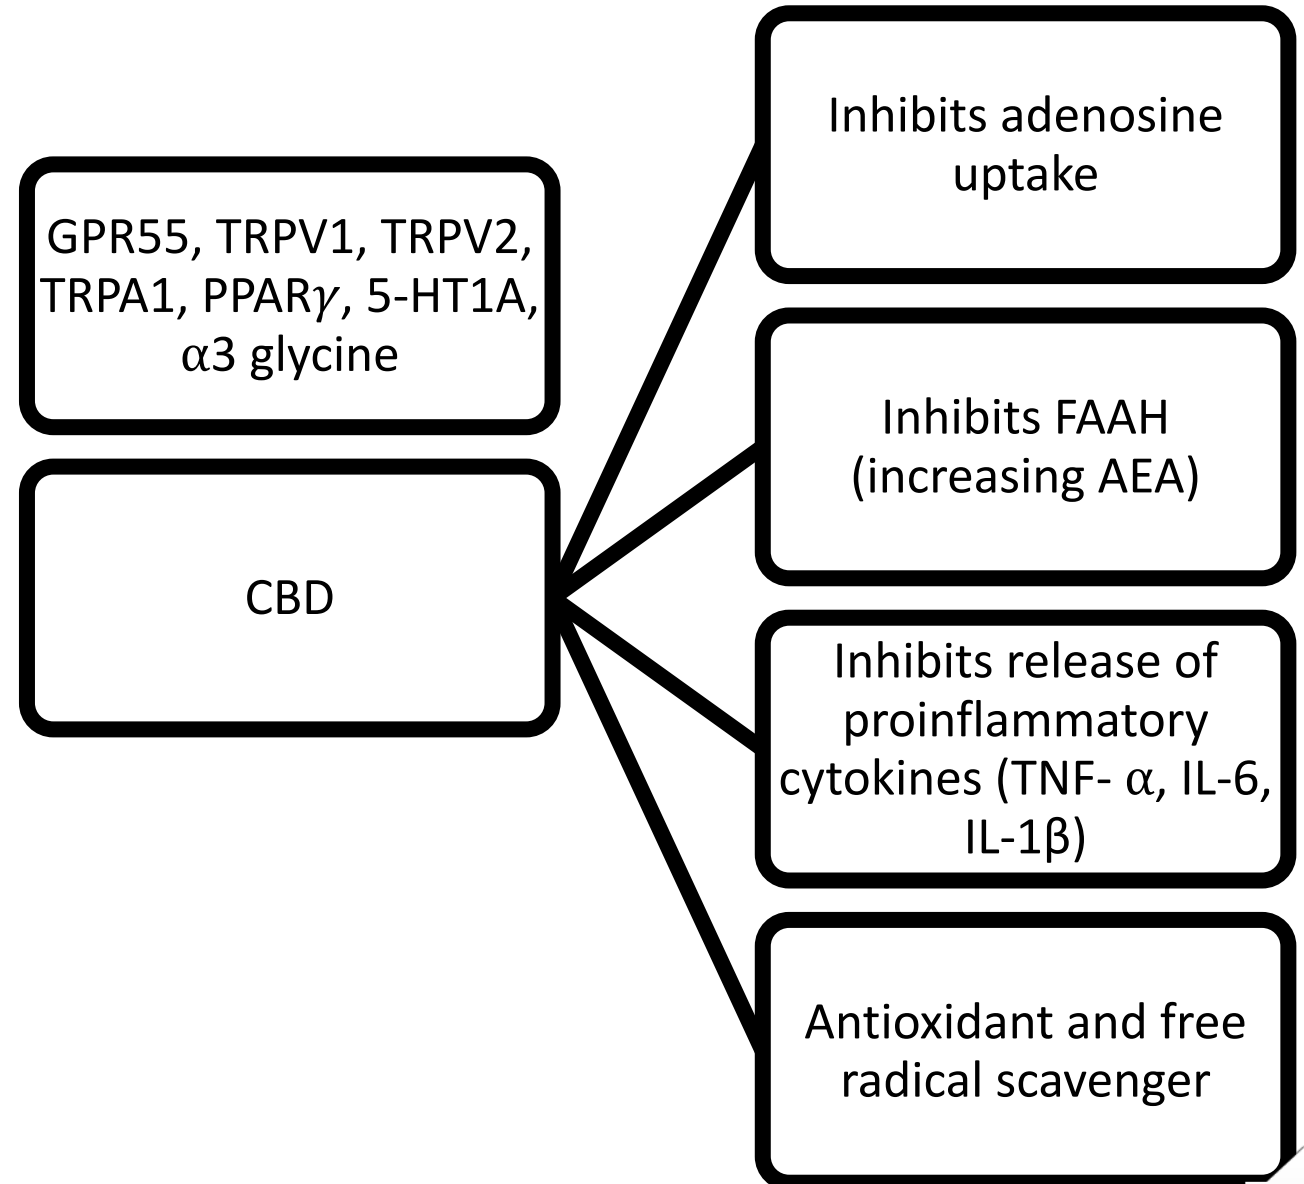 GPR55, TRPV1, TRPV2,
TRPA1, PPARγ, 5-HT1A,
α3 glycine
CBD
Inhibits adenosine
uptake
Inhibits FAAH
(increasing AEA)
Inhibits release of
proinflammatory
cytokines (TNF- α, IL-6,
IL-1β)
Antioxidant and free
radical scavenger